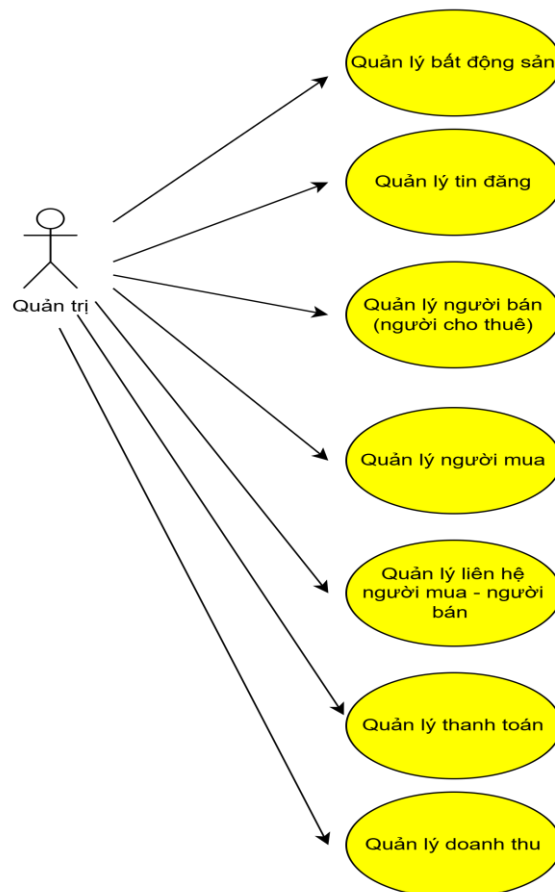 Quản lý bất động sản
Quản lý tin đăng
Quản trị
Quản lý người bán
(người cho thuê)
Quản lý người mua
Quản lý liên hệ
người mua - người
bán
Quản lý thanh toán
Quản lý doanh thu